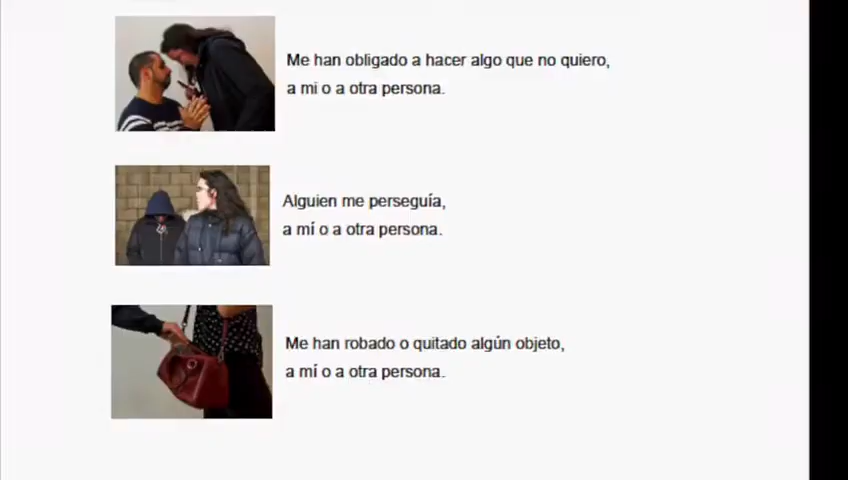 Me han obligado a hacer algo que no quiero,
a mi o a otra persona.
Alguien me perseguía,
a mí o a otra persona.
Me han robado o quitado algún objeto,
a mí o a otra persona.